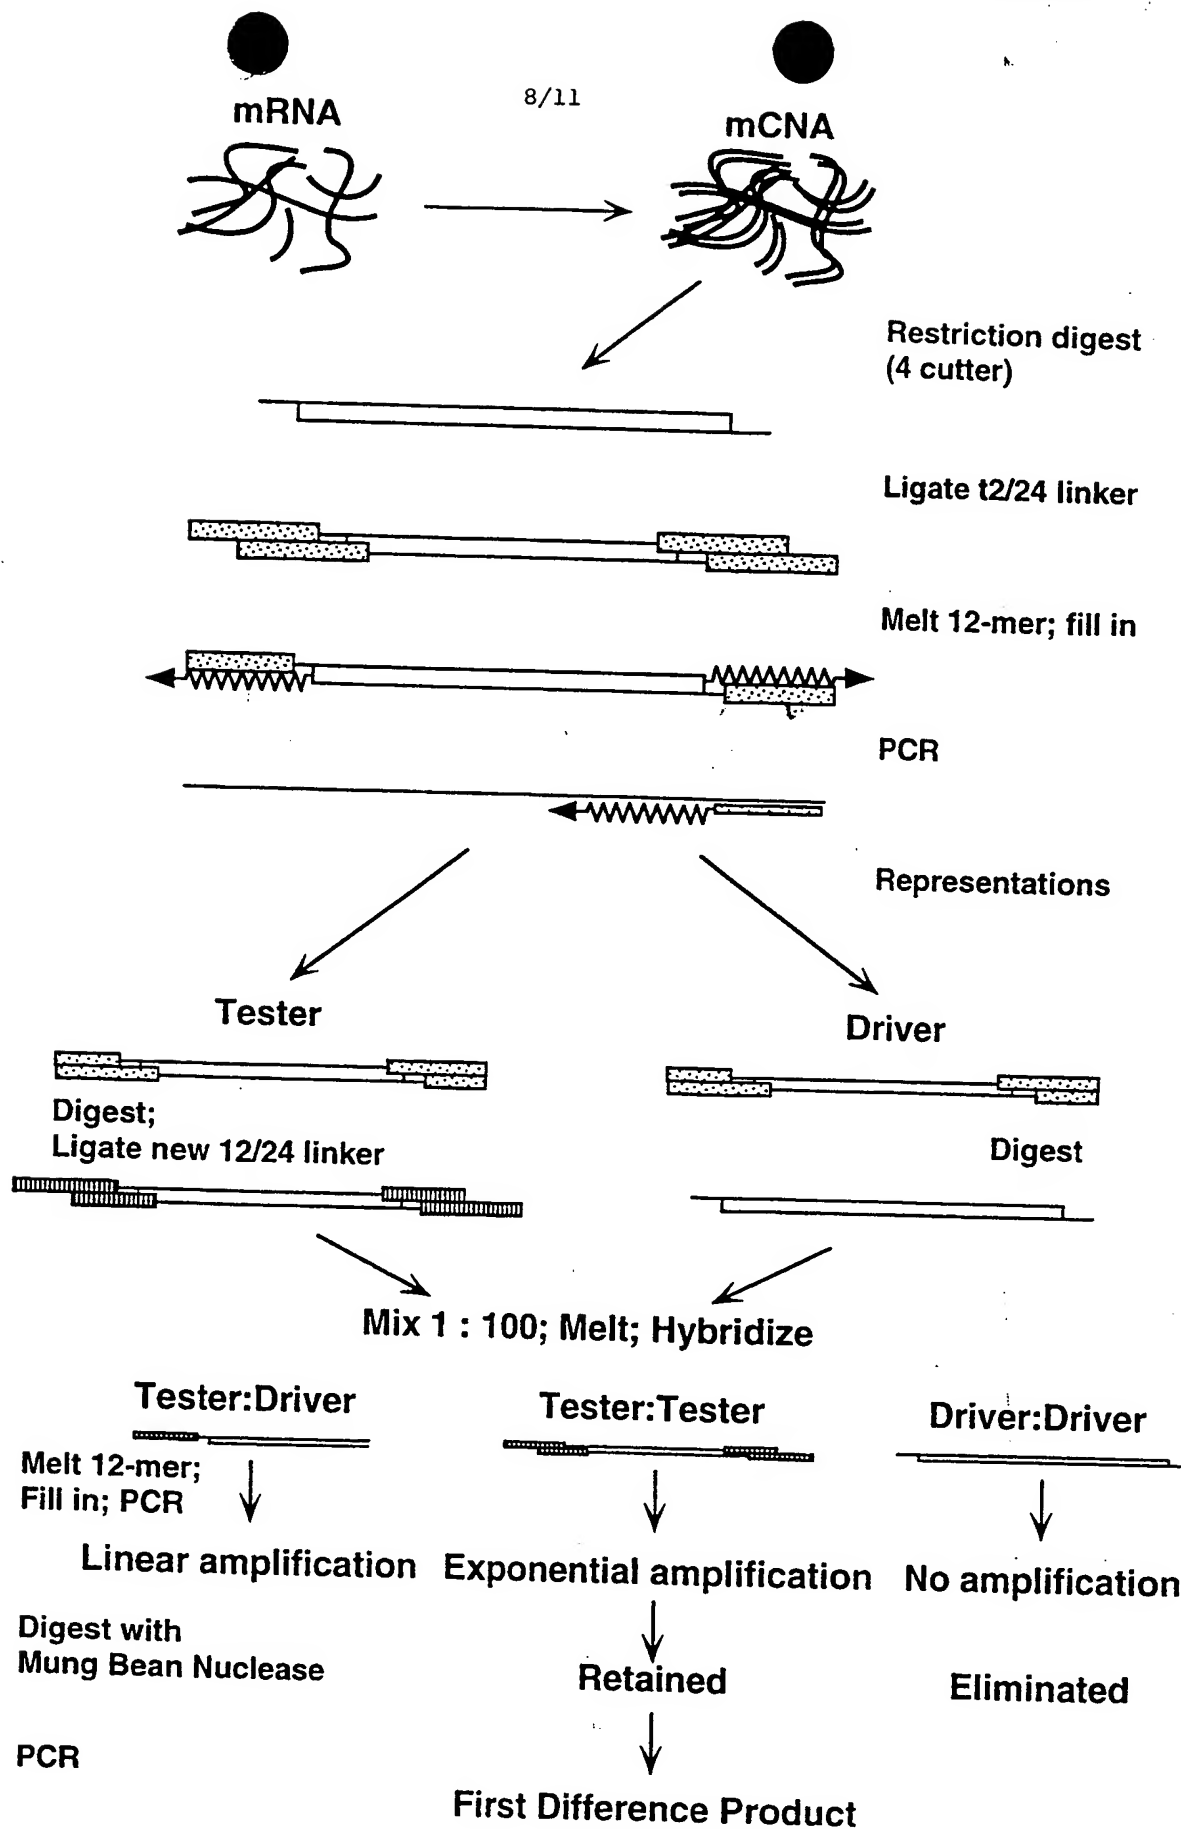 8/11
mRNA
mCNA
Restriction digest
(4 cutter)
Ligate t2/24 linker
Melt 12-mer; fill in
PCR
Representations
Tester
Driver
Digest;
Ligate new 12/24 linker
Digest
Mix 1 : 100; Melt; Hybridize
Tester:Driver
Tester:Tester
Driver:Driver
Melt 12-mer;
Fill in; PCR
Linear amplification
Exponential amplification
No amplification
Digest with
Mung Bean Nuclease
Retained
Eliminated
PCR
First Difference Product